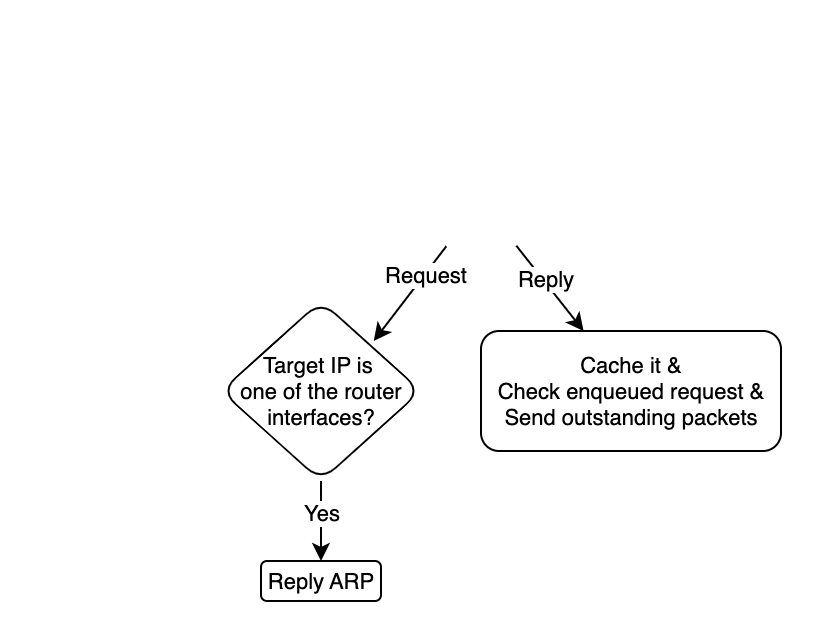 Request
Reply
Target IP is
one of the router
interfaces?
Cache it &
Check enqueued request &
Send outstanding packets
Yes
Reply ARP